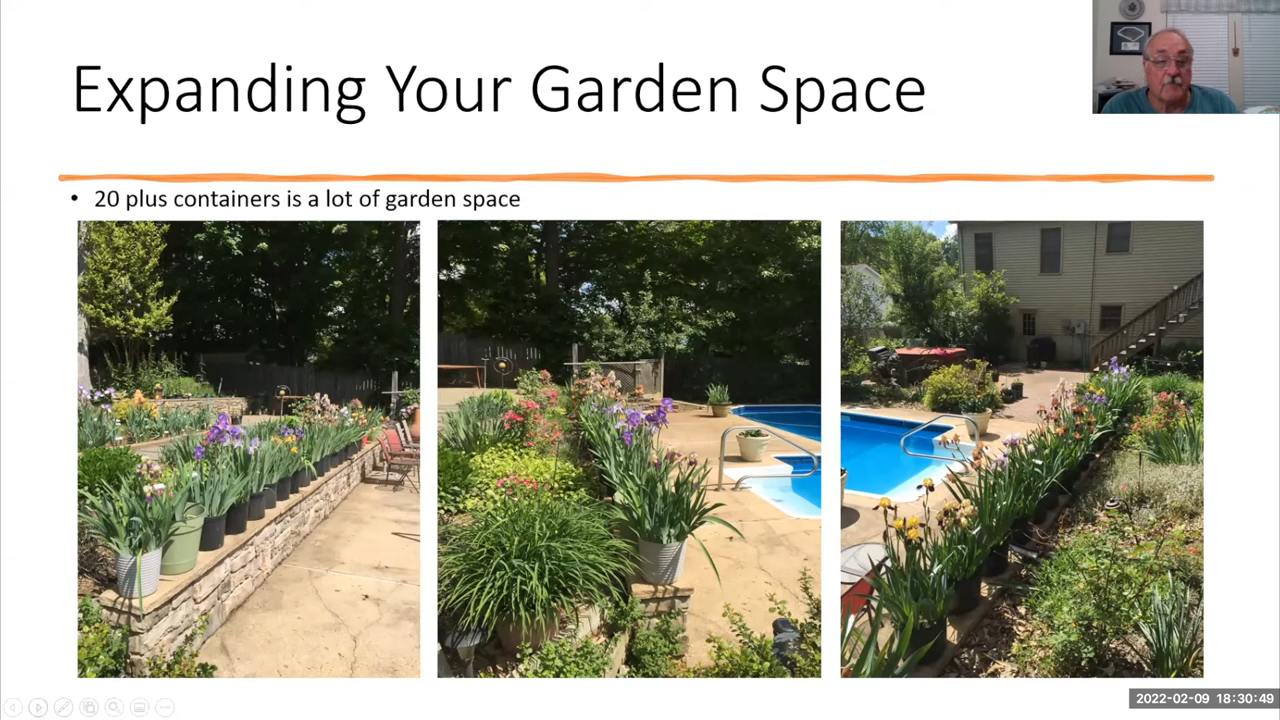 Expanding Your Garden Space
• 20 plus containers is a lot of garden space
2022-02-09 18:30:49